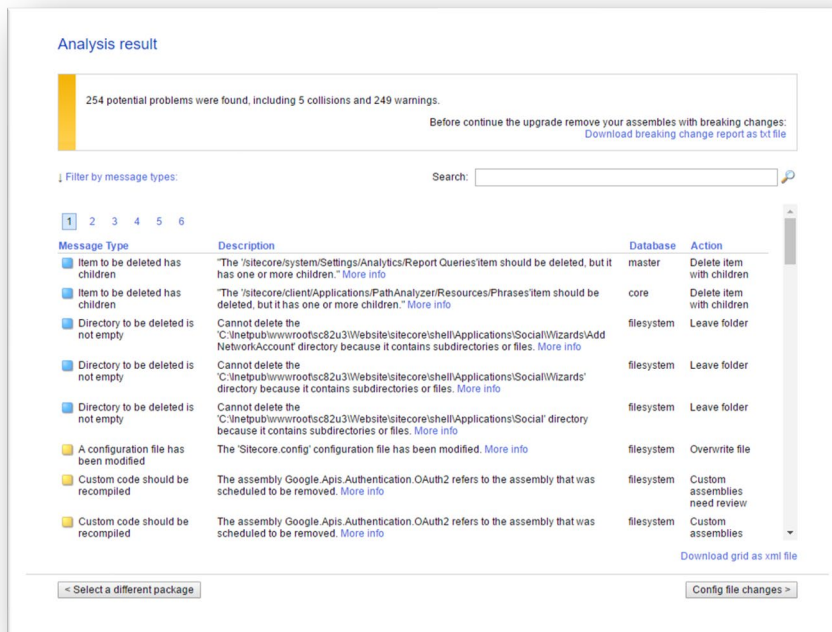 Analysis result
254 potential problems were found, including 5 collisions and 249 warnings.
Before continue the upgrade remove your assembles with breaking changes:
Download breaking change report as txt file
↓ Filter by message types:
Search:
1 2 3 4 5 6
Message Type Description Database Action
Item to be deleted has "The '/sitecore/system/Settings/Analytics/Report Queries'item should be deleted, but it master Delete item
children has one or more children." More info with children
Item to be deleted has "The '/sitecore/client/Applications/PathAnalyzer/Resources/Phrases'item should be core Delete item
children deleted, but it has one or more children." More info with children
Directory to be deleted is Cannot delete the filesystem Leave folder
not empty 'C:\Inetpub\wwwroot\sc82u3\Website\sitecore\shell\Applications\Social\Wizards\Add
NetworkAccount' directory because it contains subdirectories or files. More info
Directory to be deleted is Cannot delete the filesystem Leave folder
not empty 'C:\Inetpub\wwwroot\sc82u3\Website\sitecore\shell\Applications\Social\Wizards'
directory because it contains subdirectories or files. More info
Directory to be deleted is Cannot delete the filesystem Leave folder
not empty 'C:\Inetpub\wwwroot\sc82u3\Website\sitecore\shell\Applications\Social' directory
because it contains subdirectories or files. More info
A configuration file has The 'Sitecore.config' configuration file has been modified. More info filesystem Overwrite file
been modified
Custom code should be The assembly Google.Apis.Authentication.OAuth2 refers to the assembly that was filesystem Custom
recompiled scheduled to be removed. More info assemblies
need review
Custom code should be The assembly Google.Apis.Authentication.OAuth2 refers to the assembly that was filesystem Custom
recompiled scheduled to be removed. More info assemblies
Download grid as xml file
< Select a different package Config file changes >